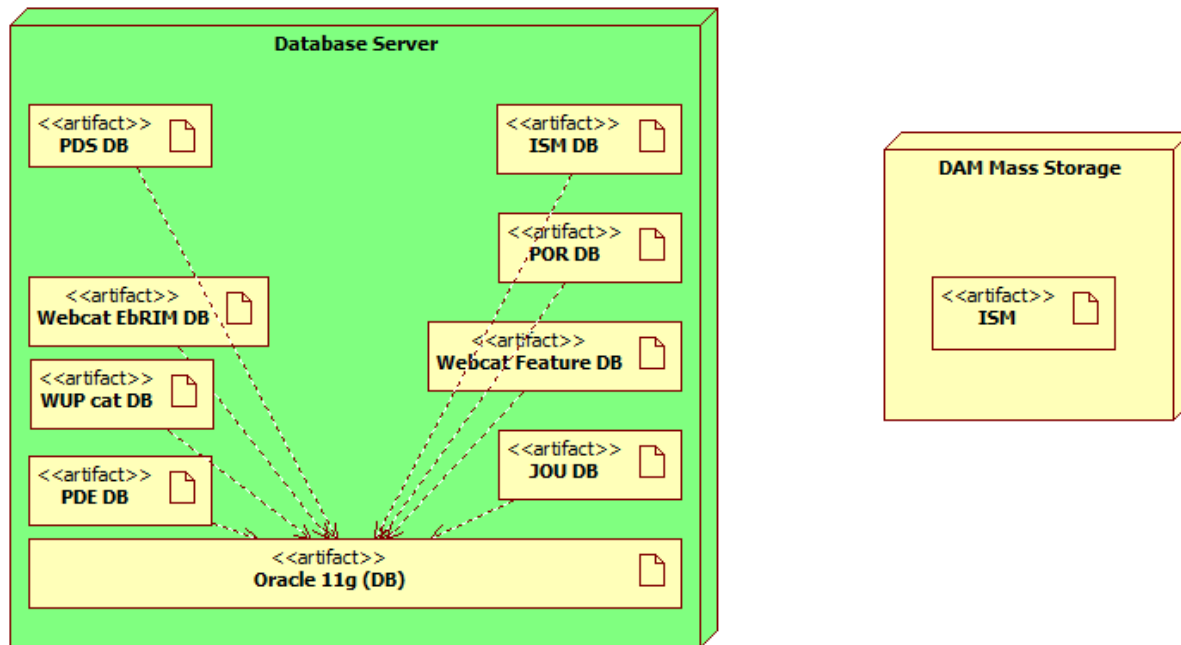 Database Server
<<artifact>>
PDS DB
<<artifact>>
ISM DB
<<artifact>>
POR DB
<<artifact>>
Webcat EbRIM DB
<<artifact>>
Webcat Feature DB
<<artifact>>
WUP cat DB
<<artifact>>
JOU DB
<<artifact>>
PDE DB
<<artifact>>
Oracle 11g (DB)
DAM Mass Storage
<<artifact>>
ISM